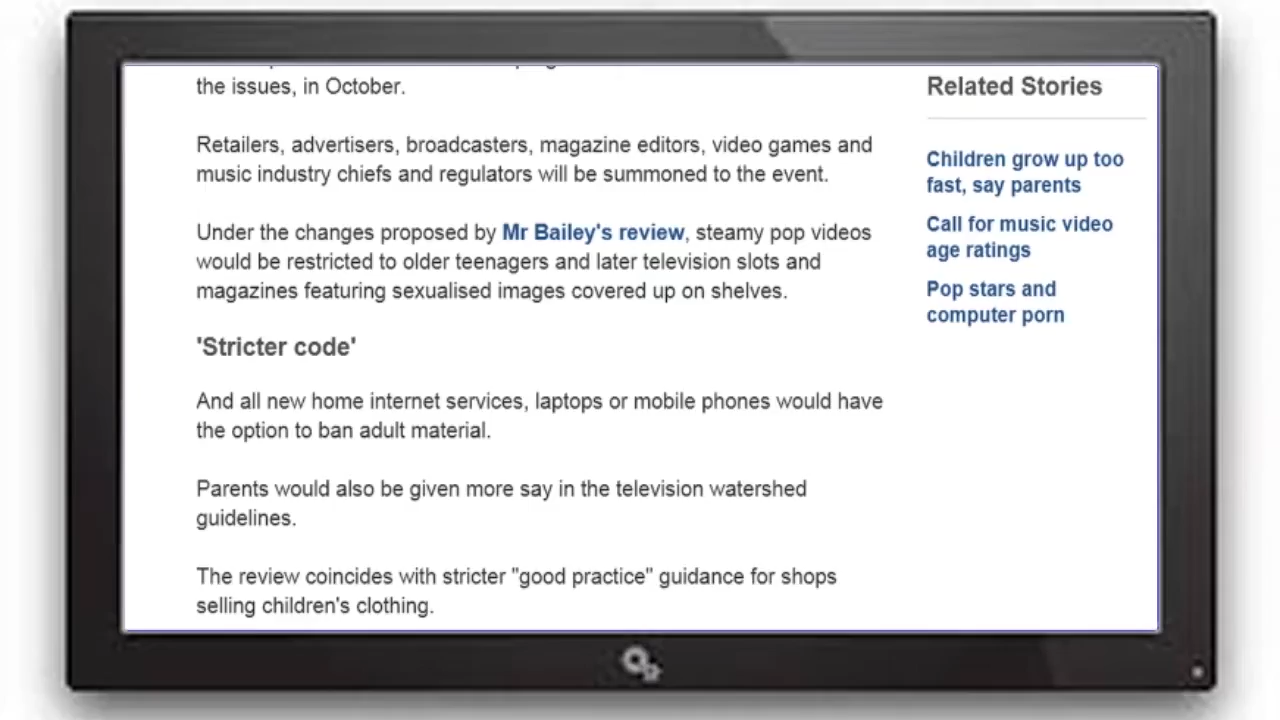 the issues, in October.
Retailers, advertisers, broadcasters, magazine editors, video games and
music industry chiefs and regulators will be summoned to the event.
Under the changes proposed by Mr Bailey's review, steamy pop videos
would be restricted to older teenagers and later television slots and
magazines featuring sexualised images covered up on shelves.
'Stricter code'
And all new home internet services, laptops or mobile phones would have
the option to ban adult material.
Parents would also be given more say in the television watershed
guidelines.
The review coincides with stricter "good practice" guidance for shops
selling children's clothing.
Related Stories
Children grow up too
fast, say parents
Call for music video
age ratings
Pop stars and
computer porn